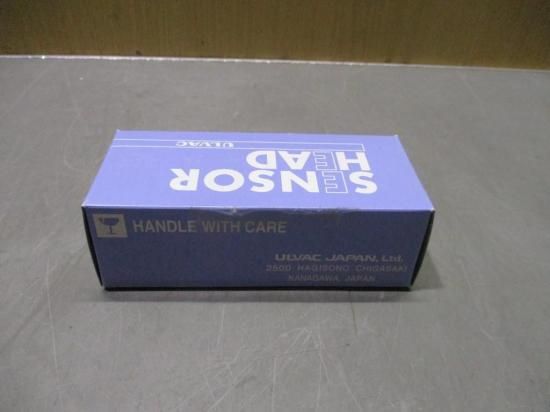 ULVAC
SENSOR
HEAD
HANDLE WITH CARE
ULVAC JAPAN, Ltd.
2500 HAGISONO CHIGASAKI
KANAGAWA, JAPAN